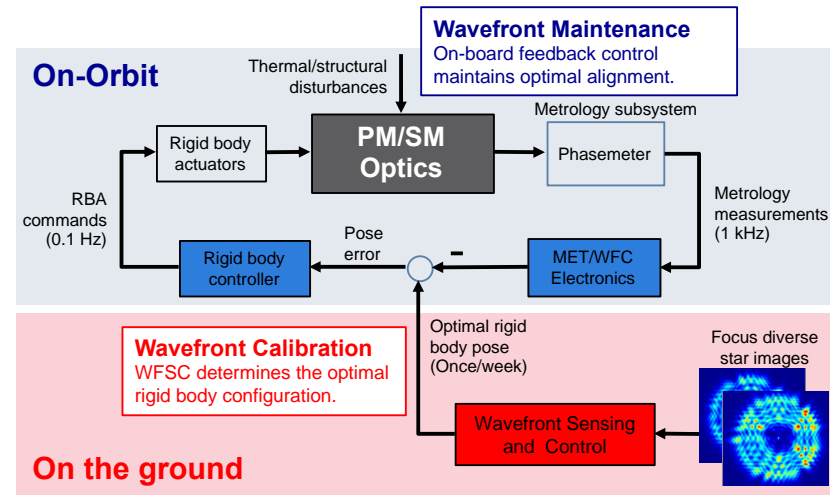 Wavefront Maintenance
On-board feedback control
maintains optimal alignment.
On-Orbit
Thermal/structural
disturbances
Metrology subsystem
Rigid body
actuators
PM/SM
Optics
Phasemeter
RBA
commands
(0.1 Hz)
Metrology
measurements
(1 kHz)
Rigid body
controller
Pose
error
–
MET/WFC
Electronics
Wavefront Calibration
WFSC determines the optimal
rigid body configuration.
Optimal rigid
body pose
(Once/week)
Focus diverse
star images
Wavefront Sensing
and Control
On the ground